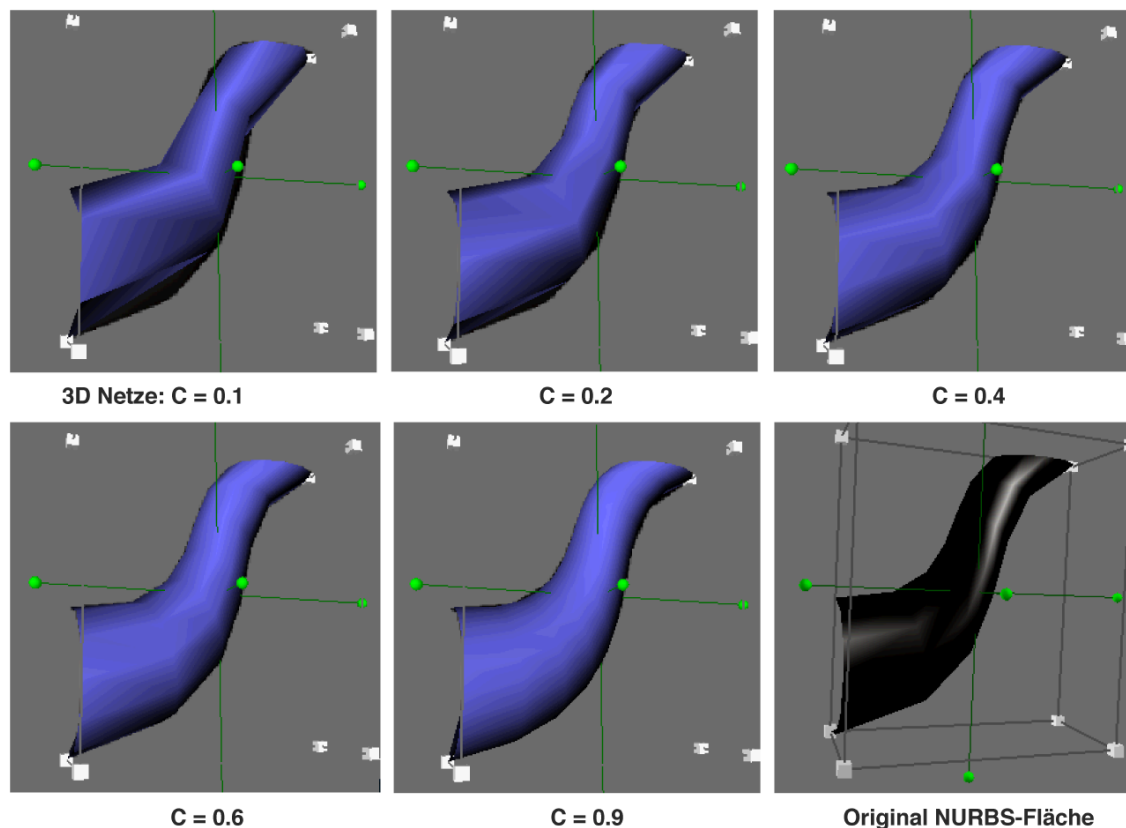 3D Netze: C = 0.1
C = 0.2
C = 0.4
C = 0.6
C = 0.9
Original NURBS-Fläche